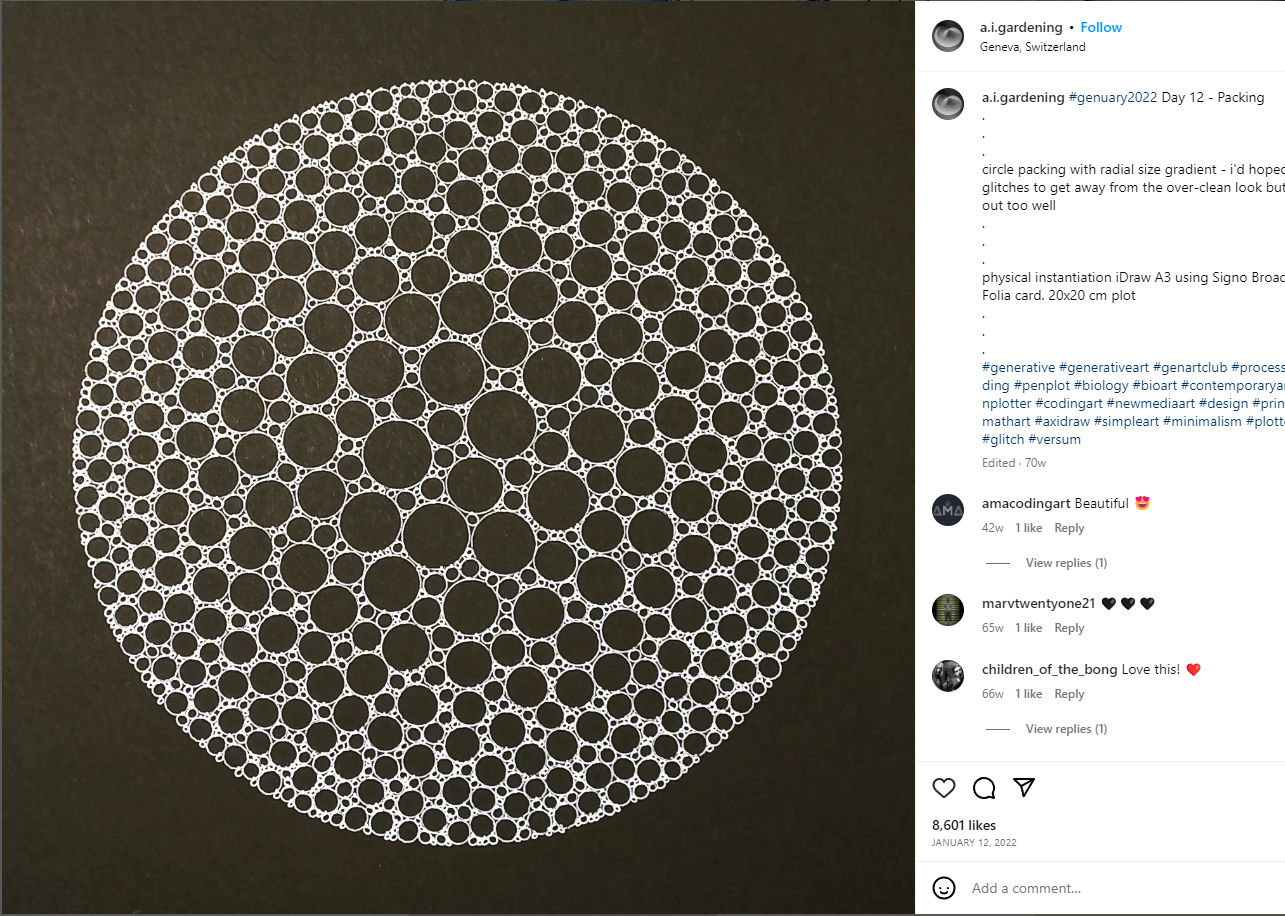 a.i.gardening • Follow
Geneva, Switzerland
a.i.gardening #genuary2022 Day 12 - Packing
.
.
.
circle packing with radial size gradient - i'd hoped
glitches to get away from the over-clean look but
out too well
.
.
.
physical instantiation iDraw A3 using Signo Broad
Folia card. 20x20 cm plot
.
.
.
#generative #generativeart #genartclub #process
ding #penplot #biology #bioart #contemporaryar
nplotter #codingart #newmediaart #design #prin
mathart #axidraw #simpleart #minimalism #plotte
#glitch #versum
Edited · 70w
AMA
amacodingart Beautiful 😍
42w 1 like Reply
View replies (1)
marvtwentyone21 🖤 🖤 🖤
65w 1 like Reply
children_of_the_bong Love this! ❤️
66w 1 like Reply
View replies (1)
8,601 likes
JANUARY 12, 2022
Add a comment...